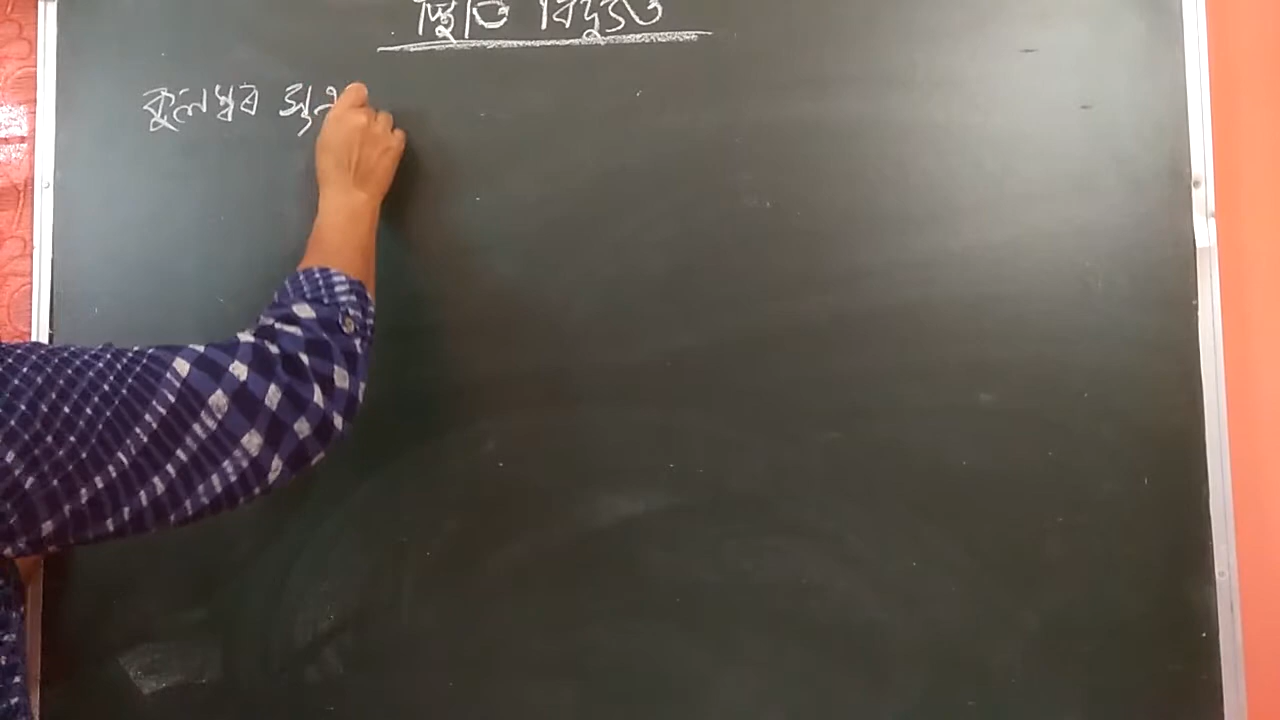 স্থিতি বিদ্যুত
কুলম্বৰ সূত্ৰ